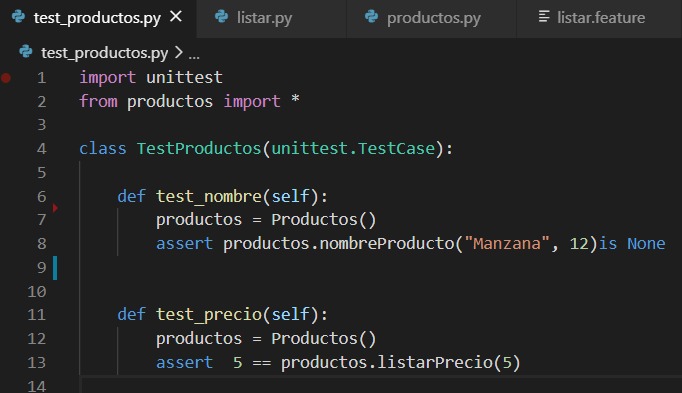 test_productos.py listar.py productos.py listar.feature
test_productos.py > ...
1 import unittest
2 from productos import *
3
4 class TestProductos(unittest.TestCase):
5
6     def test_nombre(self):
7         productos = Productos()
8         assert productos.nombreProducto("Manzana", 12)is None
9
10
11     def test_precio(self):
12         productos = Productos()
13         assert  5 == productos.listarPrecio(5)
14